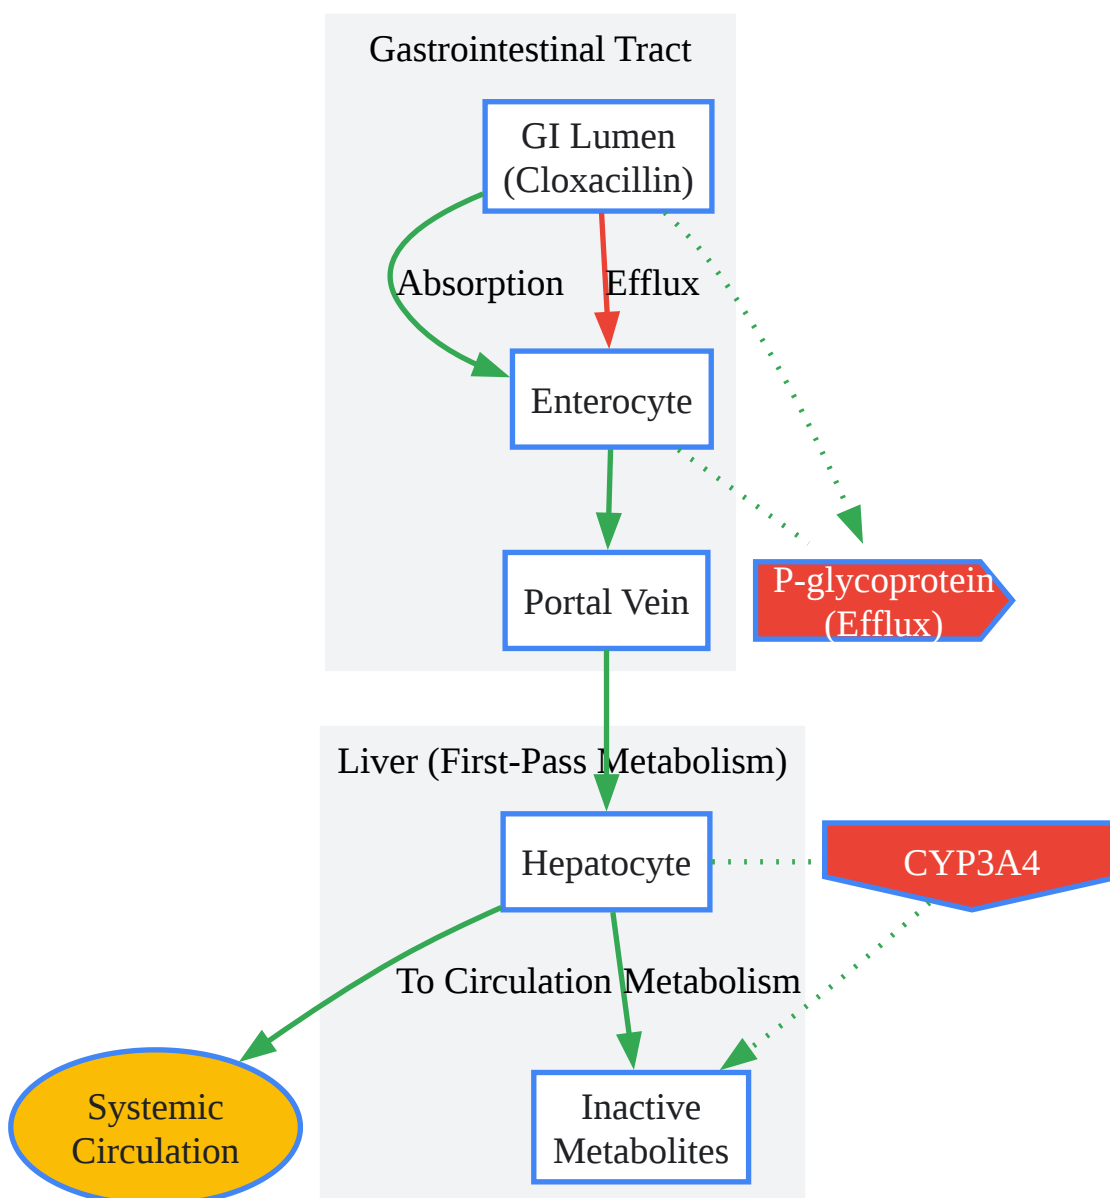 Gastrointestinal Tract
GI Lumen
(Cloxacillin)
Absorption
Efflux
Enterocyte
Portal Vein
P-glycoprotein
(Efflux)
Liver (First-Pass Metabolism)
Hepatocyte
CYP3A4
To Circulation
Metabolism
Systemic
Circulation
Inactive
Metabolites